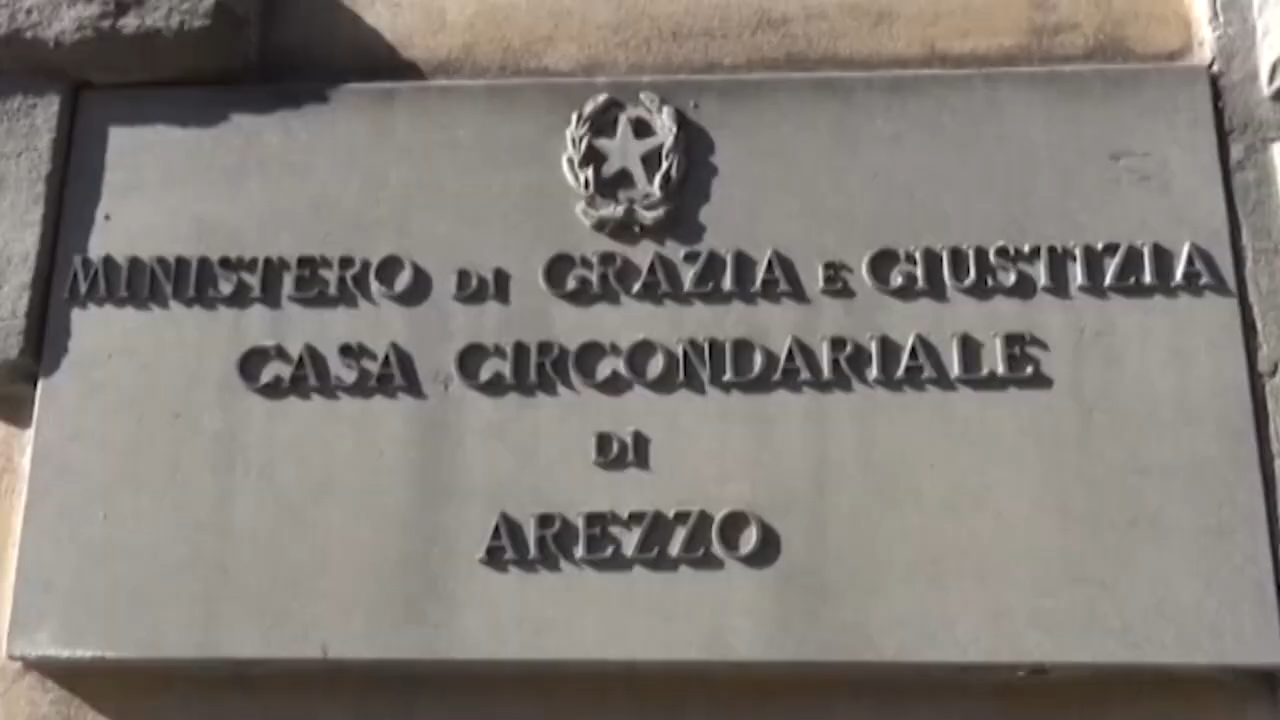 MINISTERO DI GRAZIA E GIUSTIZIA
CASA CIRCONDARIALE
DI
AREZZO